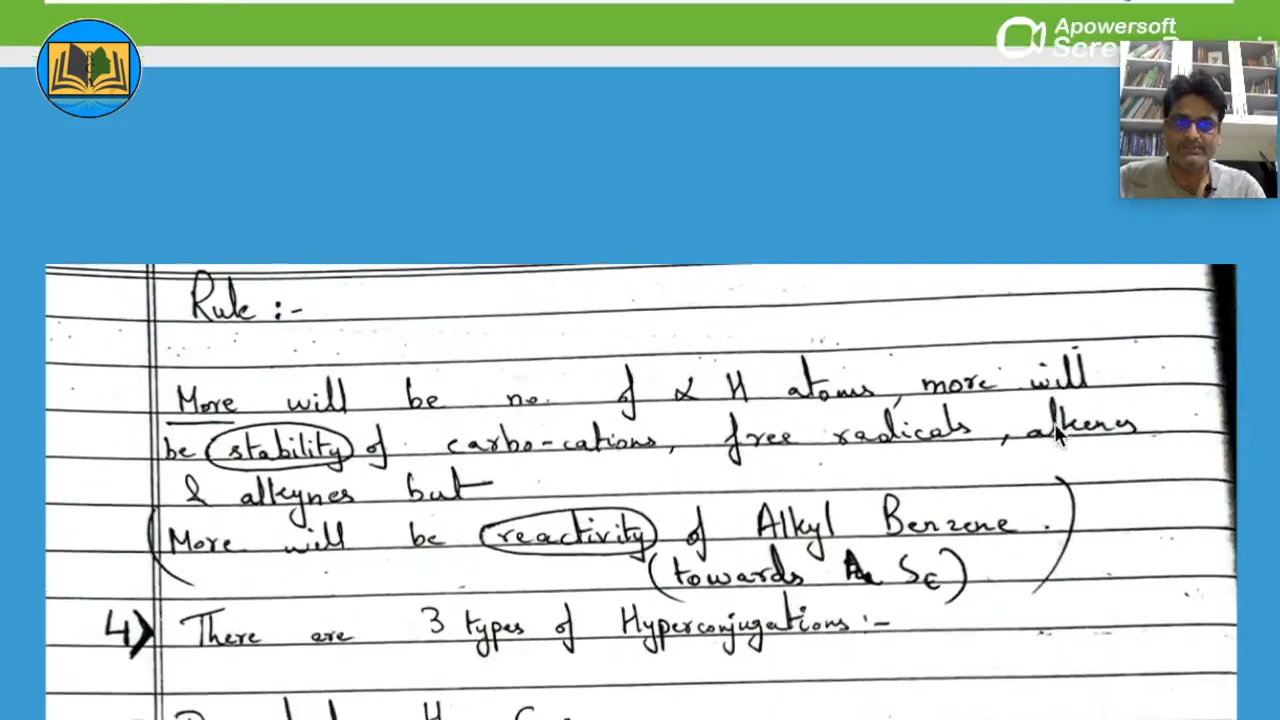 Apowersoft
Rule :-
More will be no. of α H atoms, more will
be stability of carbo-cations, free radicals, alkenes
& alkynes but
(More will be reactivity of Alkyl Benzene.)
(towards SE)
4) There are 3 types of Hyperconjugations :-